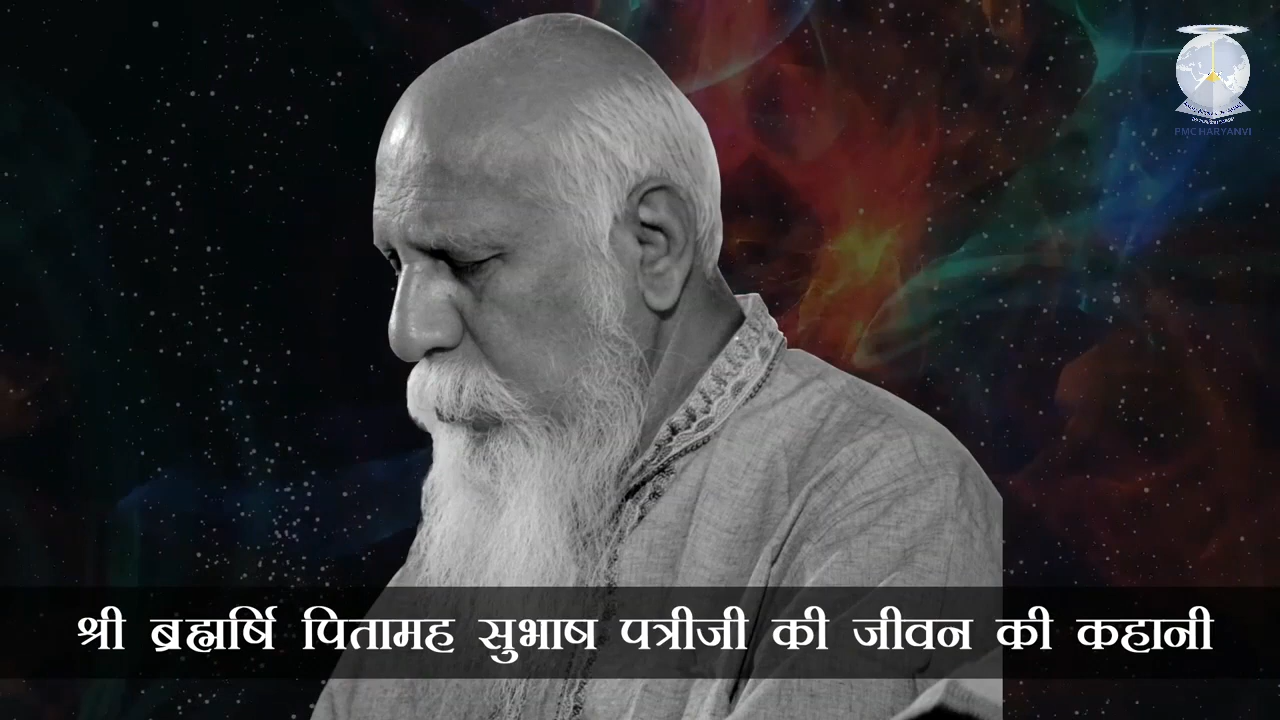 PMC HARYANVI
श्री ब्रह्मर्षि पितामह सुभाष पत्रीजी की जीवन की कहानी